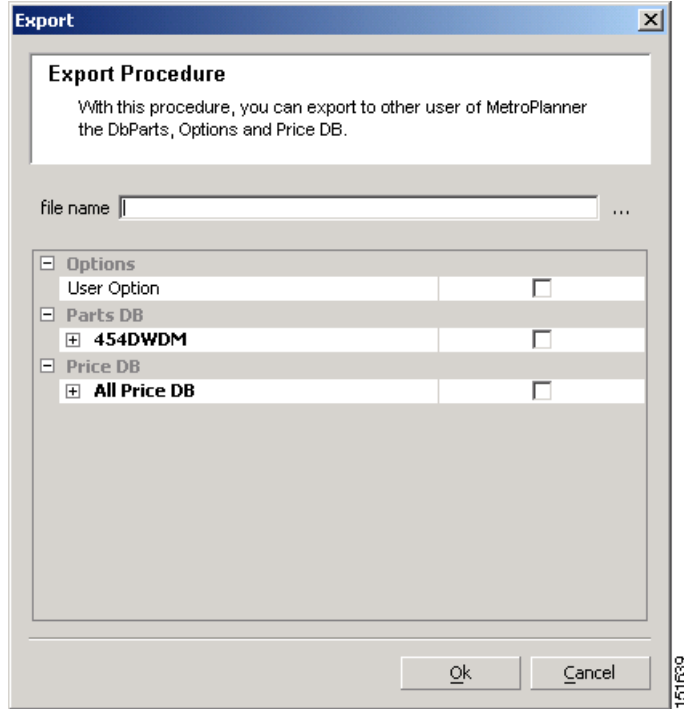 Export
Export Procedure
With this procedure, you can export to other user of MetroPlanner
the DbParts, Options and Price DB.
file name ...
Options
User Option
Parts DB
454DWDM
Price DB
All Price DB
Ok Cancel
151639